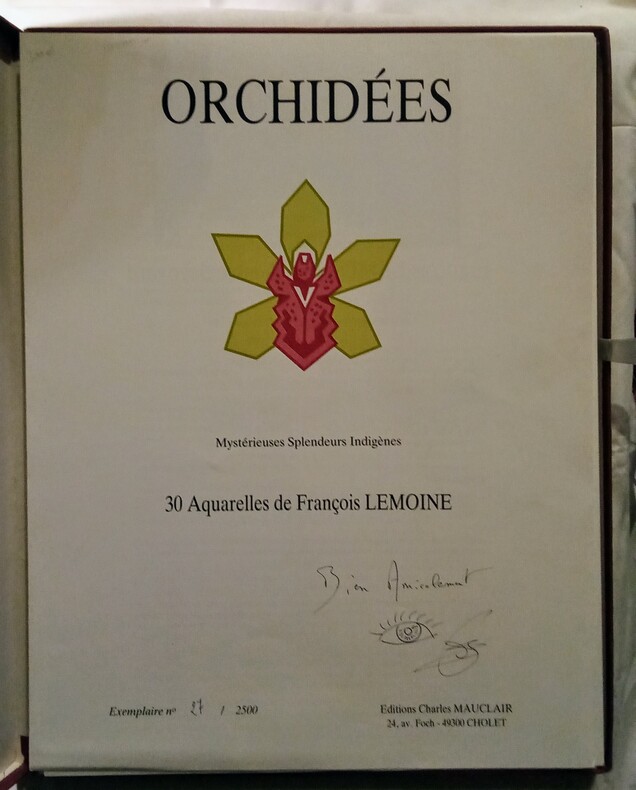 ORCHIDÉES
Mystérieuses Splendeurs Indigènes
30 Aquarelles de François LEMOINE
Bien Amicalement
Exemplaire nº 27 / 2500
Editions Charles MAUCLAIR
24, av. Foch - 49300 CHOLET